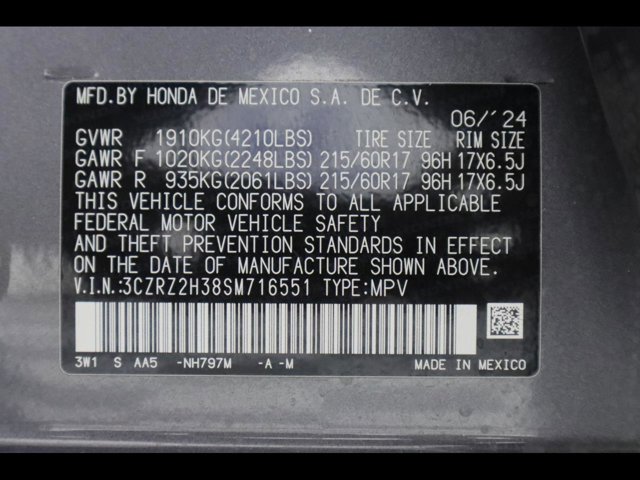 MFD.BY HONDA DE MEXICO S.A. DE C.V.
06/'24
GVWR 1910KG(4210LBS) TIRE SIZE RIM SIZE
GAWR F 1020KG(2248LBS) 215/60R17 96H 17X6.5J
GAWR R 935KG(2061LBS) 215/60R17 96H 17X6.5J
THIS VEHICLE CONFORMS TO ALL APPLICABLE
FEDERAL MOTOR VEHICLE SAFETY
AND THEFT PREVENTION STANDARDS IN EFFECT
ON THE DATE OF MANUFACTURE SHOWN ABOVE.
V.I.N.:3CZRZ2H38SM716551 TYPE:MPV
3W1 S AA5 -NH797M -A -M MADE IN MEXICO